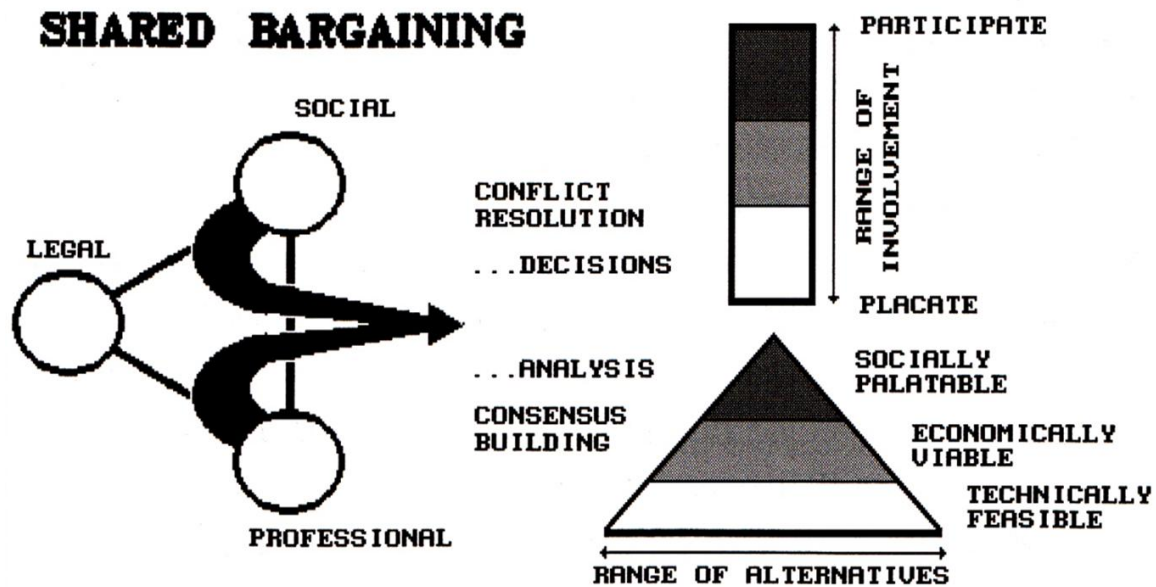 SHARED BARGAINING
SOCIAL
LEGAL
PROFESSIONAL
CONFLICT
RESOLUTION
...DECISIONS
...ANALYSIS
CONSENSUS
BUILDING
PARTICIPATE
RANGE OF
INVOLVEMENT
PLACATE
SOCIALLY
PALATABLE
ECONOMICALLY
VIABLE
TECHNICALLY
FEASIBLE
RANGE OF ALTERNATIVES